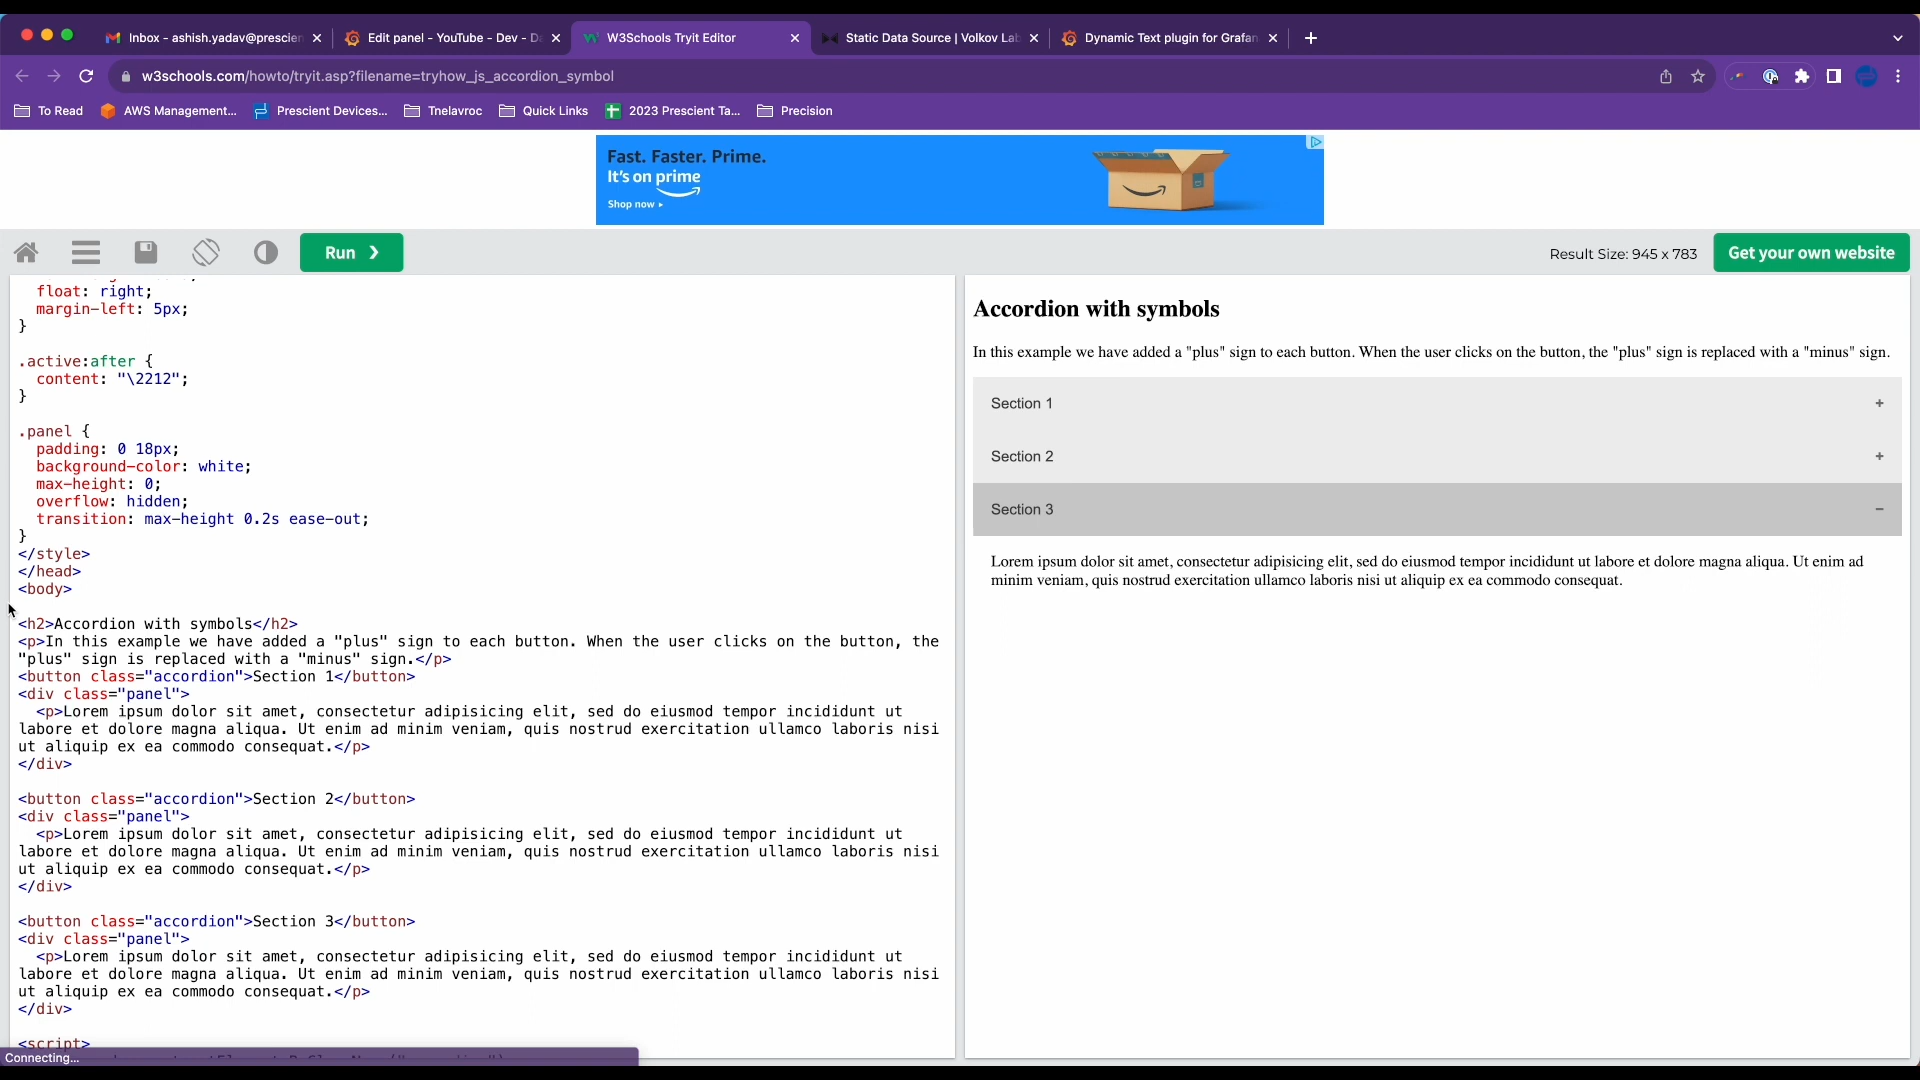 Inbox - ashish.yadav@prescien
Edit panel - YouTube - Dev - D
W3Schools Tryit Editor
Static Data Source | Volkov La
Dynamic Text plugin for Grafan
w3schools.com/howto/tryit.asp?filename=tryhow_js_accordion_symbol
To Read
AWS Management...
Prescient Devices...
Tnelavroc
Quick Links
2023 Prescient Ta...
Precision
Fast. Faster. Prime.
It's on prime
Shop now ▸
Run ❯
Result Size: 945 x 783
Get your own website
float: right;
margin-left: 5px;
}
.active:after {
content: "\2212";
}
.panel {
padding: 0 18px;
background-color: white;
max-height: 0;
overflow: hidden;
transition: max-height 0.2s ease-out;
}
</style>
</head>
<body>
<h2>Accordion with symbols</h2>
<p>In this example we have added a "plus" sign to each button. When the user clicks on the button, the
"plus" sign is replaced with a "minus" sign.</p>
<button class="accordion">Section 1</button>
<div class="panel">
<p>Lorem ipsum dolor sit amet, consectetur adipisicing elit, sed do eiusmod tempor incididunt ut
labore et dolore magna aliqua. Ut enim ad minim veniam, quis nostrud exercitation ullamco laboris nisi
ut aliquip ex ea commodo consequat.</p>
</div>
<button class="accordion">Section 2</button>
<div class="panel">
<p>Lorem ipsum dolor sit amet, consectetur adipisicing elit, sed do eiusmod tempor incididunt ut
labore et dolore magna aliqua. Ut enim ad minim veniam, quis nostrud exercitation ullamco laboris nisi
ut aliquip ex ea commodo consequat.</p>
</div>
<button class="accordion">Section 3</button>
<div class="panel">
<p>Lorem ipsum dolor sit amet, consectetur adipisicing elit, sed do eiusmod tempor incididunt ut
labore et dolore magna aliqua. Ut enim ad minim veniam, quis nostrud exercitation ullamco laboris nisi
ut aliquip ex ea commodo consequat.</p>
</div>
<script>
Connecting...
Accordion with symbols
In this example we have added a "plus" sign to each button. When the user clicks on the button, the "plus" sign is replaced with a "minus" sign.
Section 1 +
Section 2 +
Section 3 −
Lorem ipsum dolor sit amet, consectetur adipisicing elit, sed do eiusmod tempor incididunt ut labore et dolore magna aliqua. Ut enim ad
minim veniam, quis nostrud exercitation ullamco laboris nisi ut aliquip ex ea commodo consequat.